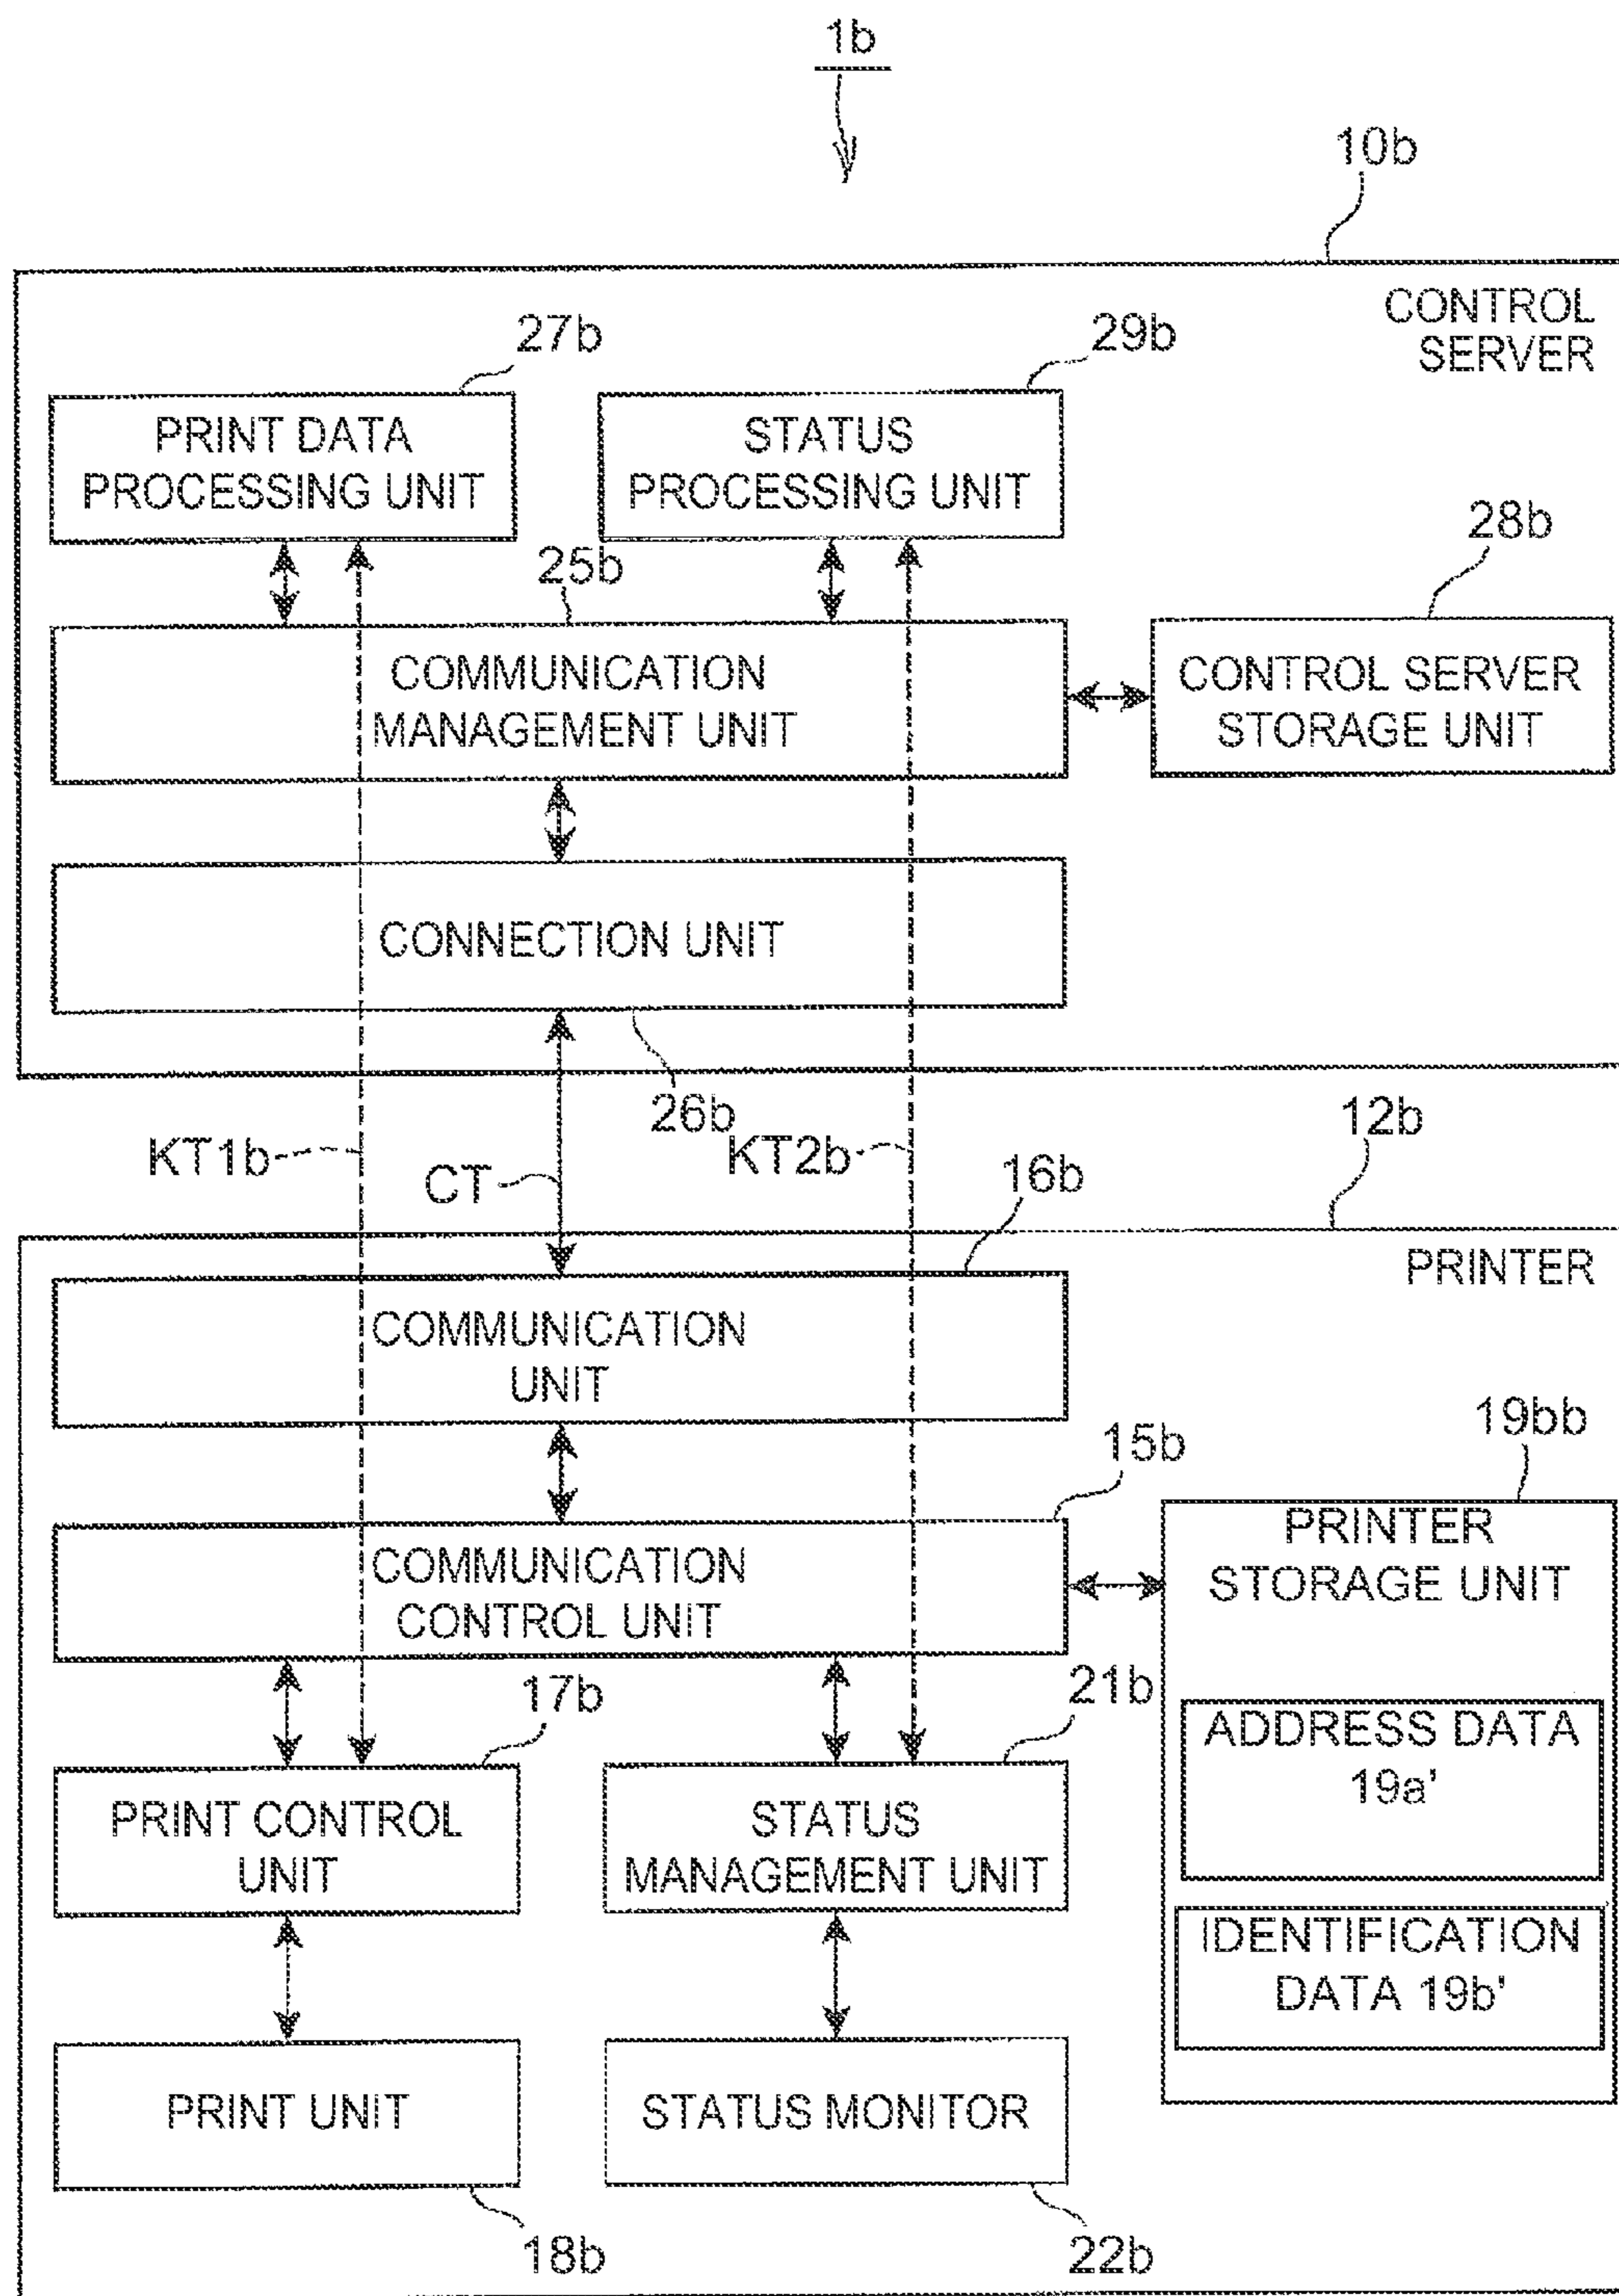 1b
10b
CONTROL
SERVER
27b
29b
PRINT DATA
PROCESSING UNIT
STATUS
PROCESSING UNIT
28b
25b
COMMUNICATION
MANAGEMENT UNIT
CONTROL SERVER
STORAGE UNIT
CONNECTION UNIT
26b
12b
KT1b
CT
KT2b
16b
PRINTER
COMMUNICATION
UNIT
19bb
15b
COMMUNICATION
CONTROL UNIT
PRINTER
STORAGE UNIT
17b
21b
ADDRESS DATA
19a'
PRINT CONTROL
UNIT
STATUS
MANAGEMENT UNIT
IDENTIFICATION
DATA 19b'
PRINT UNIT
STATUS MONITOR
18b
22b